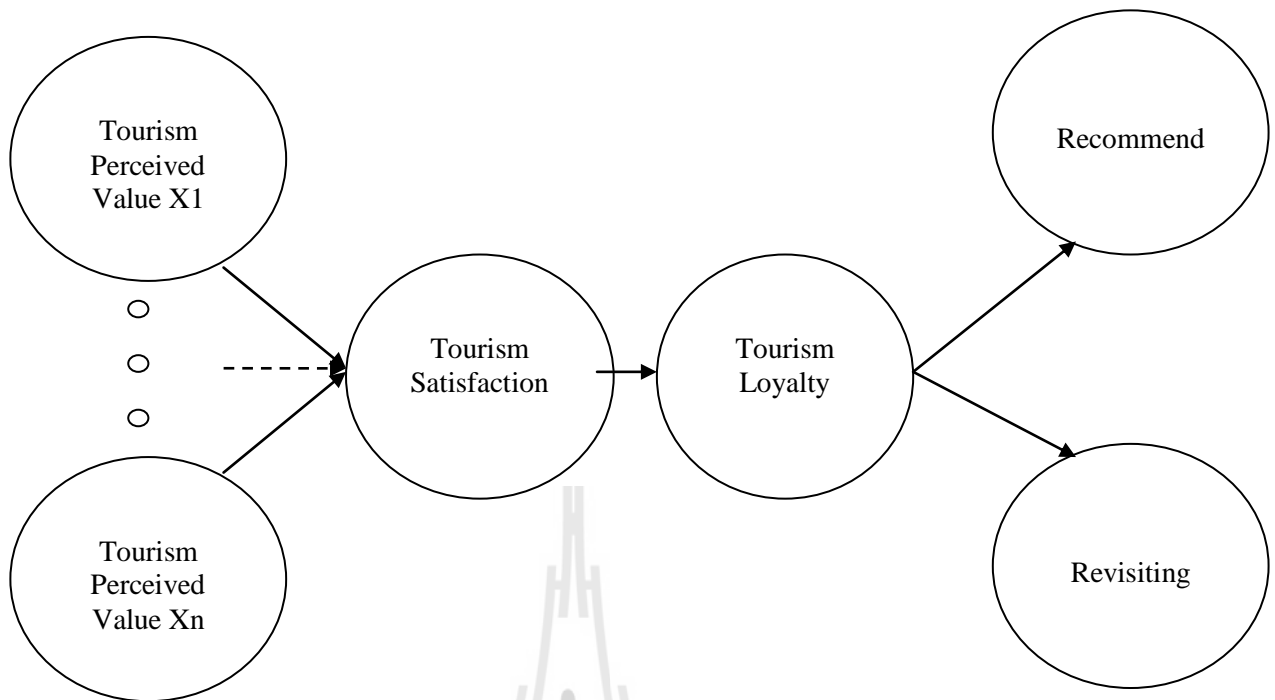 Tourism
Perceived
Value X1
Recommend
Tourism
Satisfaction
Tourism
Loyalty
Tourism
Perceived
Value Xn
Revisiting